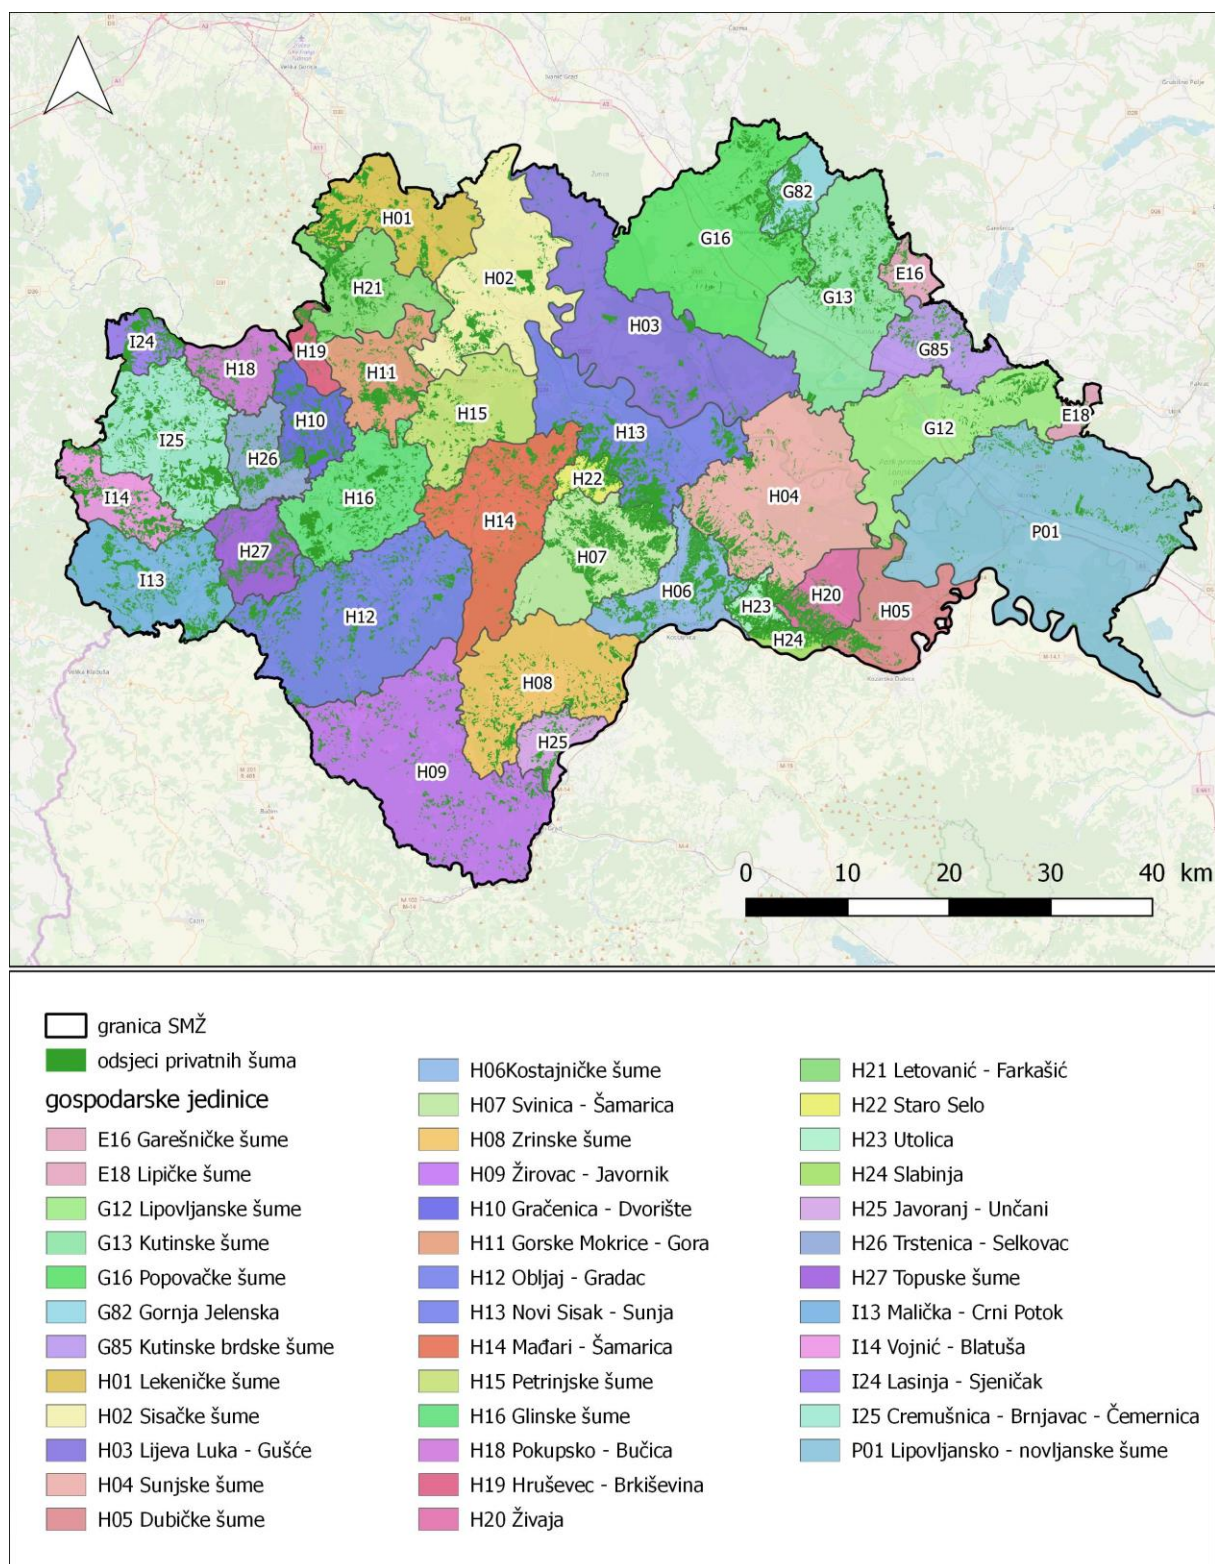 Ivanić Grad
Velika Gorica
Garešnica
H01
H02
G82
G16
E16
H21
G13
H03
I24
H19
H18
H11
G85
H15
H10
E18
I25
H13
G12
H26
H22
H16
H04
I14
H14
P01
H27
H07
I13
H06
H20
H05
H12
H23
H24
H08
H25
H09
0 10 20 30 40 km
granica SMŽ
odsjeci privatnih šuma
gospodarske jedinice
E16 Garešničke šume
E18 Lipičke šume
G12 Lipovljanske šume
G13 Kutinske šume
G16 Popovačke šume
G82 Gornja Jelenska
G85 Kutinske brdske šume
H01 Lekeničke šume
H02 Sisačke šume
H03 Lijeva Luka - Gušće
H04 Sunjske šume
H05 Dubičke šume
H06Kostajničke šume
H07 Svinica - Šamarica
H08 Zrinske šume
H09 Žirovac - Javornik
H10 Gračenica - Dvorište
H11 Gorske Mokrice - Gora
H12 Obljaj - Gradac
H13 Novi Sisak - Sunja
H14 Mađari - Šamarica
H15 Petrinjske šume
H16 Glinske šume
H18 Pokupsko - Bučica
H19 Hruševec - Brkiševina
H20 Živaja
H21 Letovanić - Farkašić
H22 Staro Selo
H23 Utolica
H24 Slabinja
H25 Javoranj - Unčani
H26 Trstenica - Selkovac
H27 Topuske šume
I13 Malička - Crni Potok
I14 Vojnić - Blatuša
I24 Lasinja - Sjeničak
I25 Cremušnica - Brnjavac - Čemernica
P01 Lipovljansko - novljanske šume